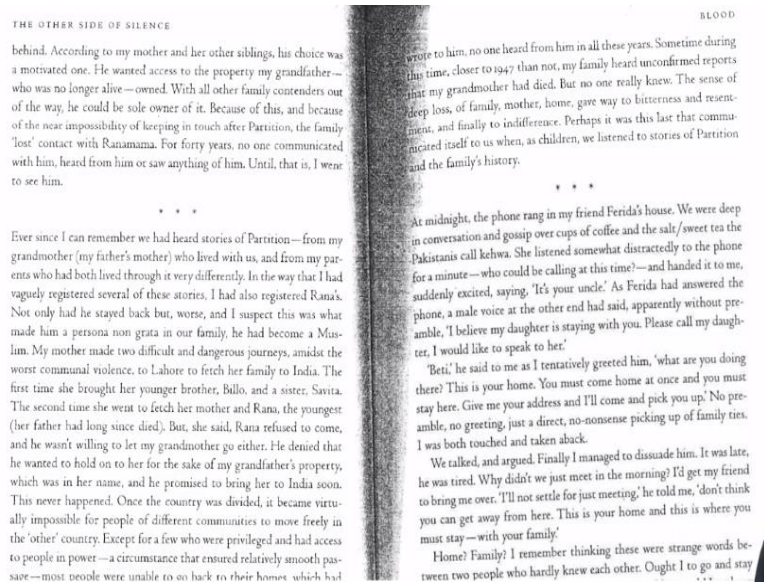 THE OTHER SIDE OF SILENCE
behind. According to my mother and her other siblings, his choice was
a motivated one. He wanted access to the property my grandfather—
who was no longer alive—owned. With all other family contenders out
of the way, he could be sole owner of it. Because of this, and because
of the near impossibility of keeping in touch after Partition, the family
'lost' contact with Ranamama. For forty years, no one communicated
with him, heard from him or saw anything of him. Until, that is, I went
to see him.
* * *
Ever since I can remember we had heard stories of Partition—from my
grandmother (my father's mother) who lived with us, and from my par-
ents who had both lived through it very differently. In the way that I had
vaguely registered several of these stories, I had also registered Rana's.
Not only had he stayed back but, worse, and I suspect this was what
made him a persona non grata in our family, he had become a Mus-
lim. My mother made two difficult and dangerous journeys, amidst the
worst communal violence, to Lahore to fetch her family to India. The
first time she brought her younger brother, Billo, and a sister, Savita.
The second time she went to fetch her mother and Rana, the youngest
(her father had long since died). But, she said, Rana refused to come,
and he wasn't willing to let my grandmother go either. He denied that
he wanted to hold on to her for the sake of my grandfather's property,
which was in her name, and he promised to bring her to India soon.
This never happened. Once the country was divided, it became virtu-
ally impossible for people of different communities to move freely in
the 'other' country. Except for a few who were privileged and had access
to people in power—a circumstance that ensured relatively smooth pas-
sage—most people were unable to go back to their homes, which had
BLOOD
wrote to him, no one heard from him in all these years. Sometime during
this time, closer to 1947 than not, my family heard unconfirmed reports
that my grandmother had died. But no one really knew. The sense of
deep loss, of family, mother, home, gave way to bitterness and resent-
ment, and finally to indifference. Perhaps it was this last that commu-
nicated itself to us when, as children, we listened to stories of Partition
and the family's history.
* * *
At midnight, the phone rang in my friend Ferida's house. We were deep
in conversation and gossip over cups of coffee and the salt/sweet tea the
Pakistanis call kehwa. She listened somewhat distractedly to the phone
for a minute—who could be calling at this time?—and handed it to me,
suddenly excited, saying, 'It's your uncle.' As Ferida had answered the
phone, a male voice at the other end had said, apparently without pre-
amble, 'I believe my daughter is staying with you. Please call my daugh-
ter, I would like to speak to her.'
'Beti,' he said to me as I tentatively greeted him, 'what are you doing
there? This is your home. You must come home at once and you must
stay here. Give me your address and I'll come and pick you up.' No pre-
amble, no greeting, just a direct, no-nonsense picking up of family ties.
I was both touched and taken aback.
We talked, and argued. Finally I managed to dissuade him. It was late,
he was tired. Why didn't we just meet in the morning? I'd get my friend
to bring me over. 'I'll not settle for just meeting,' he told me, 'don't think
you can get away from here. This is your home and this is where you
must stay—with your family.'
Home? Family? I remember thinking these were strange words be-
tween two people who hardly knew each other. Ought I to go and stay